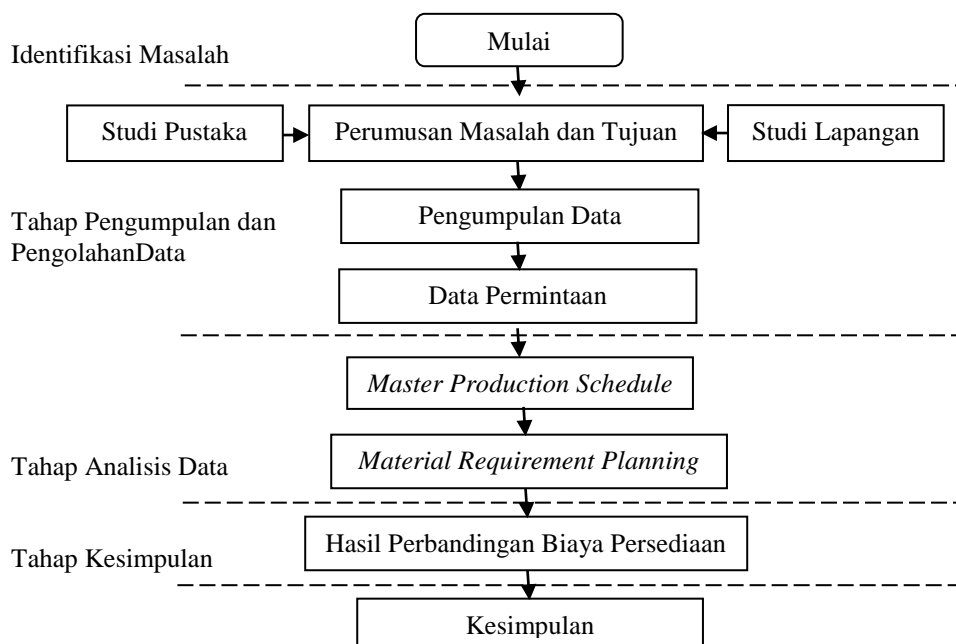 Mulai
Identifikasi Masalah
Studi Pustaka
Perumusan Masalah dan Tujuan
Studi Lapangan
Pengumpulan Data
Tahap Pengumpulan dan
PengolahanData
Data Permintaan
Master Production Schedule
Material Requirement Planning
Tahap Analisis Data
Hasil Perbandingan Biaya Persediaan
Tahap Kesimpulan
Kesimpulan